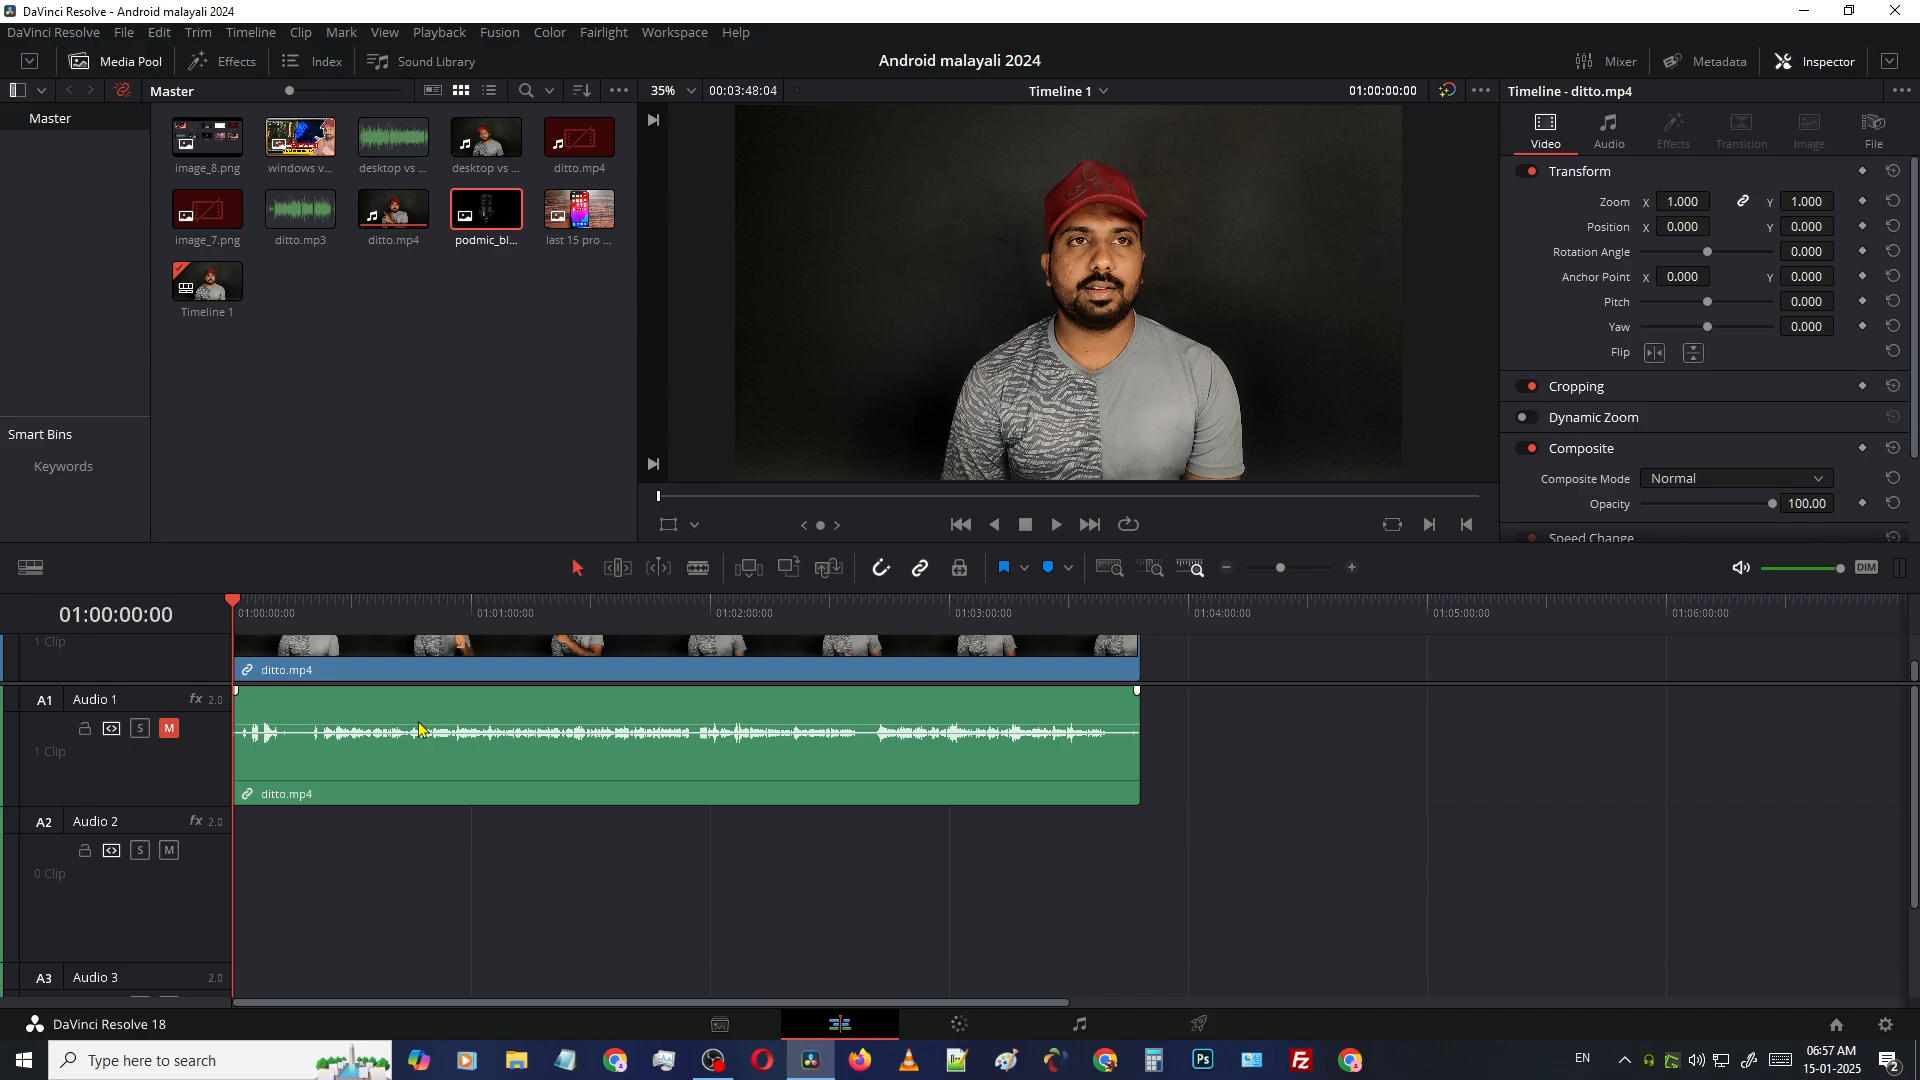 DaVinci Resolve - Android malayali 2024
DaVinci Resolve File Edit Trim Timeline Clip Mark View Playback Fusion Color Fairlight Workspace Help
Media Pool Effects Index Sound Library Android malayali 2024 Mixer Metadata Inspector
Master 35% 00:03:48:04 Timeline 1 01:00:00:00 Timeline - ditto.mp4
Master
Video Audio Effects Transition Image File
image_8.png windows v... desktop vs ... desktop vs ... ditto.mp4
image_7.png ditto.mp3 ditto.mp4 podmic_bl... last 15 pro ...
Timeline 1
Smart Bins
Keywords
Transform
Zoom X 1.000 Y 1.000
Position X 0.000 Y 0.000
Rotation Angle 0.000
Anchor Point X 0.000 Y 0.000
Pitch 0.000
Yaw 0.000
Flip
Cropping
Dynamic Zoom
Composite
Composite Mode Normal
Opacity 100.00
Speed Change
DIM
01:00:00:00 01:00:00:00 01:01:00:00 01:02:00:00 01:03:00:00 01:04:00:00 01:05:00:00 01:06:00:00
1 Clip
ditto.mp4
A1 Audio 1 fx 2.0
S M
1 Clip
ditto.mp4
A2 Audio 2 fx 2.0
S M
0 Clip
A3 Audio 3 2.0
DaVinci Resolve 18
Type here to search
Ps
Fz
EN
06:57 AM
15-01-2025
2